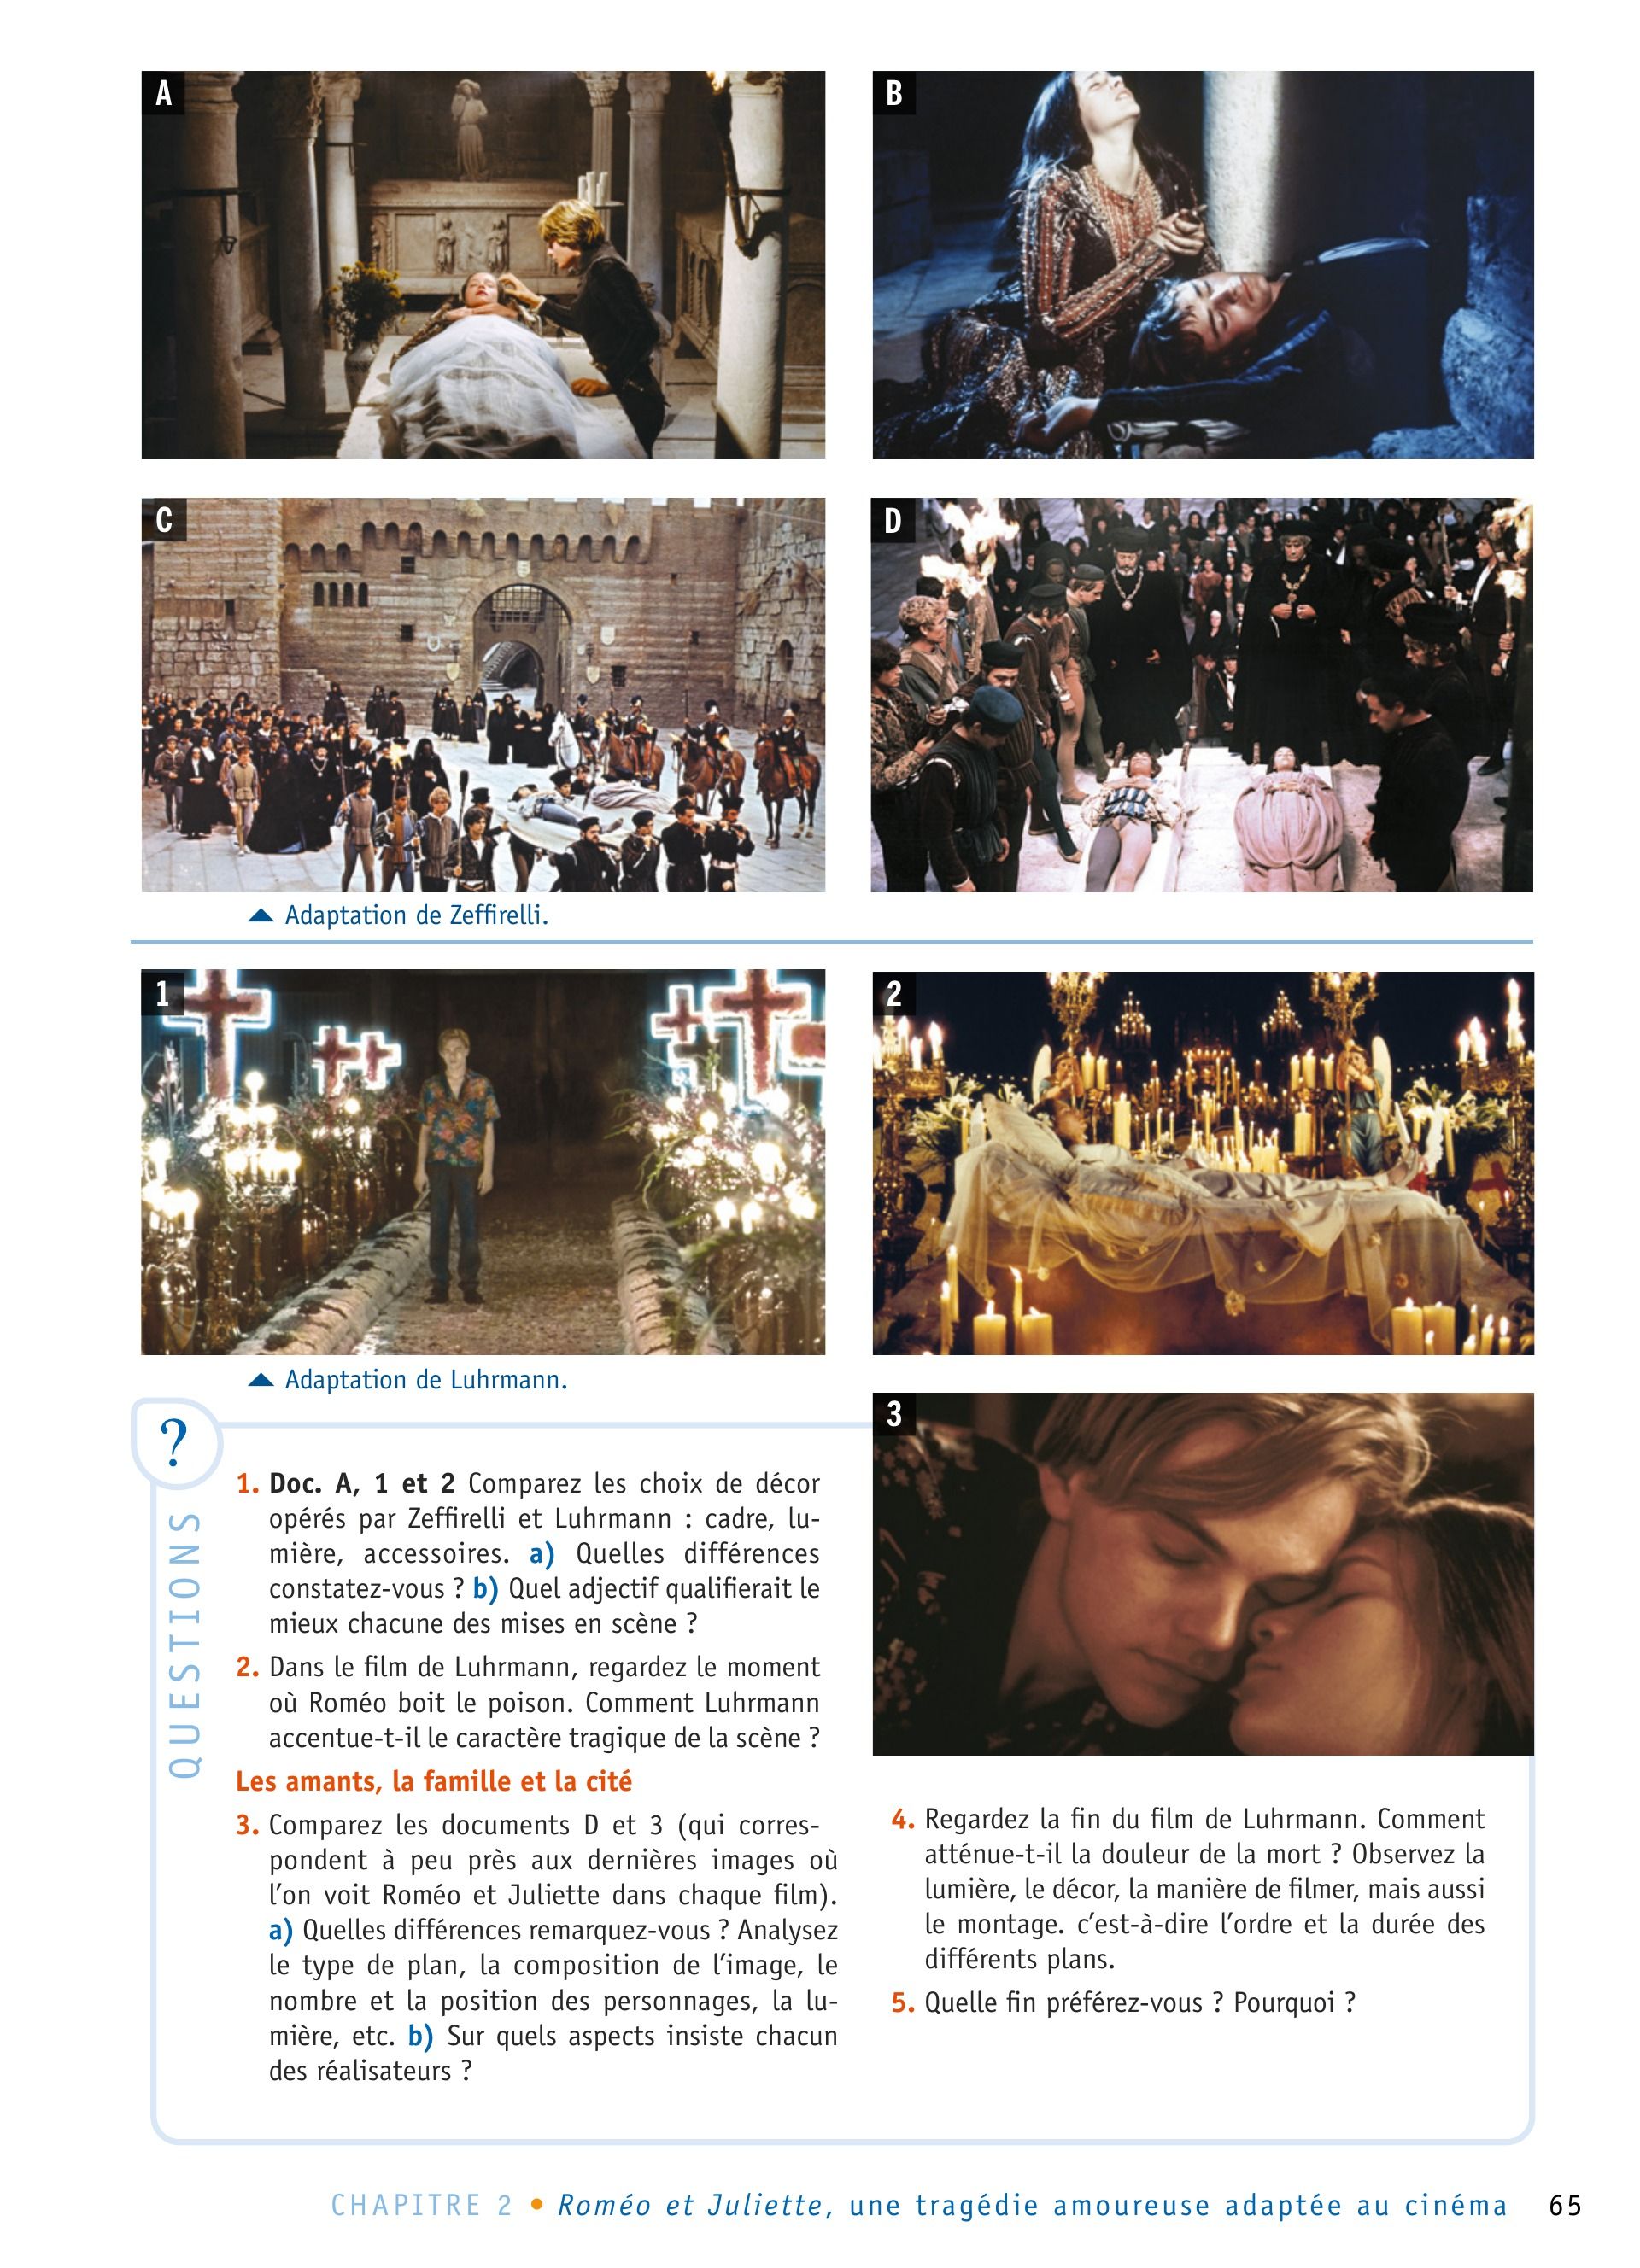 A
B
C
D
Adaptation de Zeffirelli.
1
2
Adaptation de Luhrmann.
3
?
QUESTIONS
1. Doc. A, 1 et 2 Comparez les choix de décor
opérés par Zeffirelli et Luhrmann : cadre, lu-
mière, accessoires. a) Quelles différences
constatez-vous ? b) Quel adjectif qualifierait le
mieux chacune des mises en scène ?
2. Dans le film de Luhrmann, regardez le moment
où Roméo boit le poison. Comment Luhrmann
accentue-t-il le caractère tragique de la scène ?
Les amants, la famille et la cité
3. Comparez les documents D et 3 (qui corres-
pondent à peu près aux dernières images où
l'on voit Roméo et Juliette dans chaque film).
a) Quelles différences remarquez-vous ? Analysez
le type de plan, la composition de l'image, le
nombre et la position des personnages, la lu-
mière, etc. b) Sur quels aspects insiste chacun
des réalisateurs ?
4. Regardez la fin du film de Luhrmann. Comment
atténue-t-il la douleur de la mort ? Observez la
lumière, le décor, la manière de filmer, mais aussi
le montage. c'est-à-dire l'ordre et la durée des
différents plans.
5. Quelle fin préférez-vous ? Pourquoi ?
CHAPITRE 2 • Roméo et Juliette, une tragédie amoureuse adaptée au cinéma 65